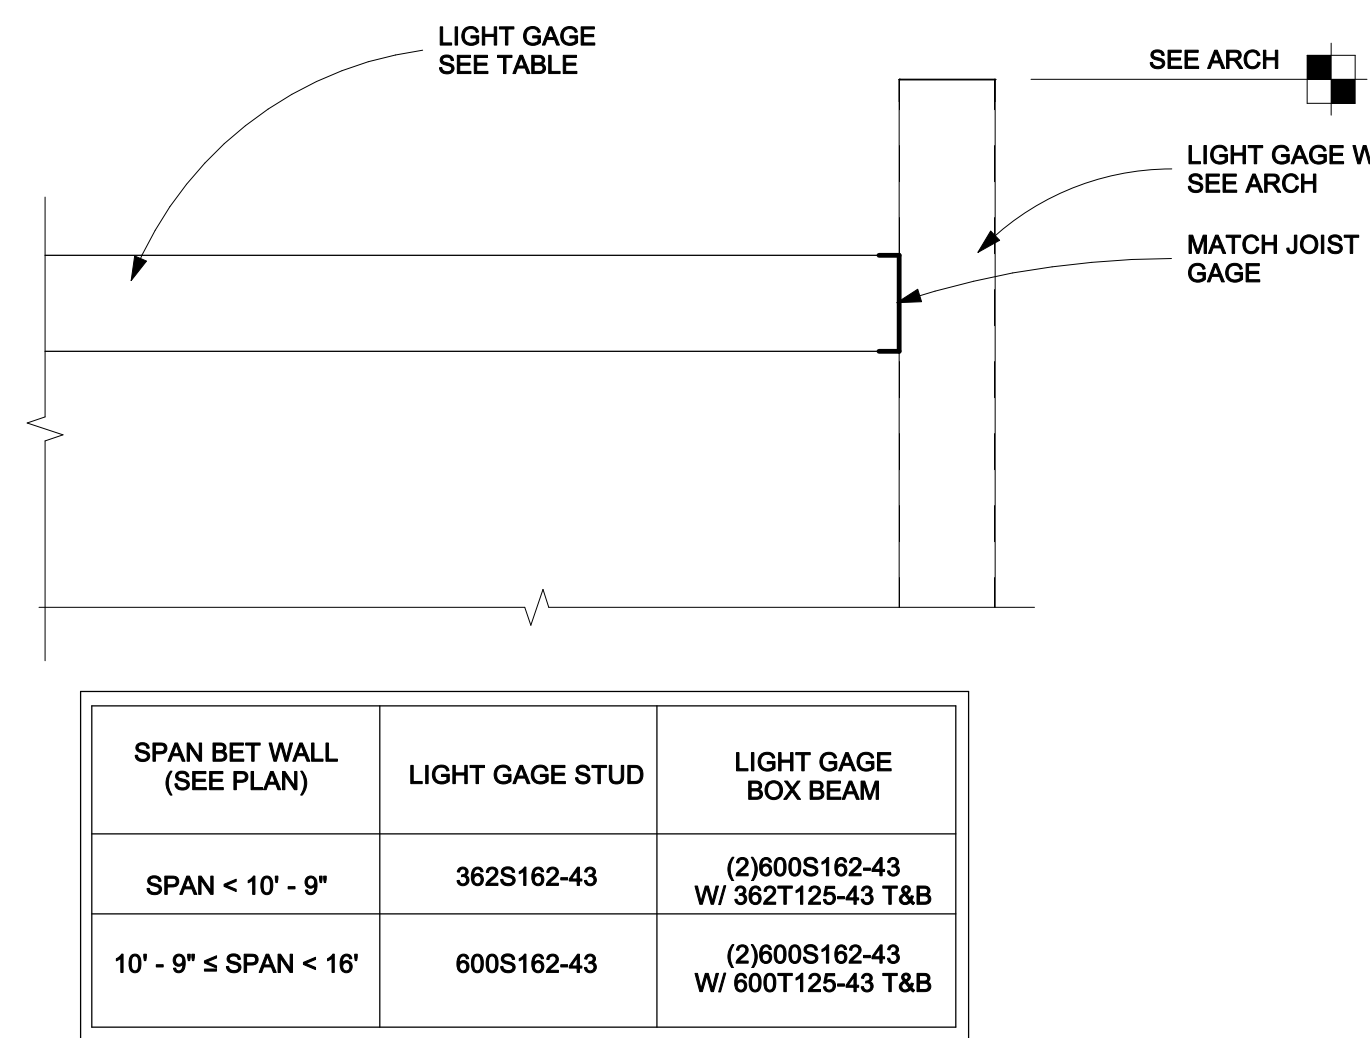 LIGHT GAGE
SEE TABLE
SEE ARCH
LIGHT GAGE
SEE ARCH
MATCH JOIST
GAGE
SPAN BET WALL
(SEE PLAN)
LIGHT GAGE STUD
LIGHT GAGE
BOX BEAM
SPAN < 10' - 9"
362S162-43
(2)600S162-43
W/ 362T125-43 T&B
10' - 9" ≤ SPAN < 16'
600S162-43
(2)600S162-43
W/ 600T125-43 T&B